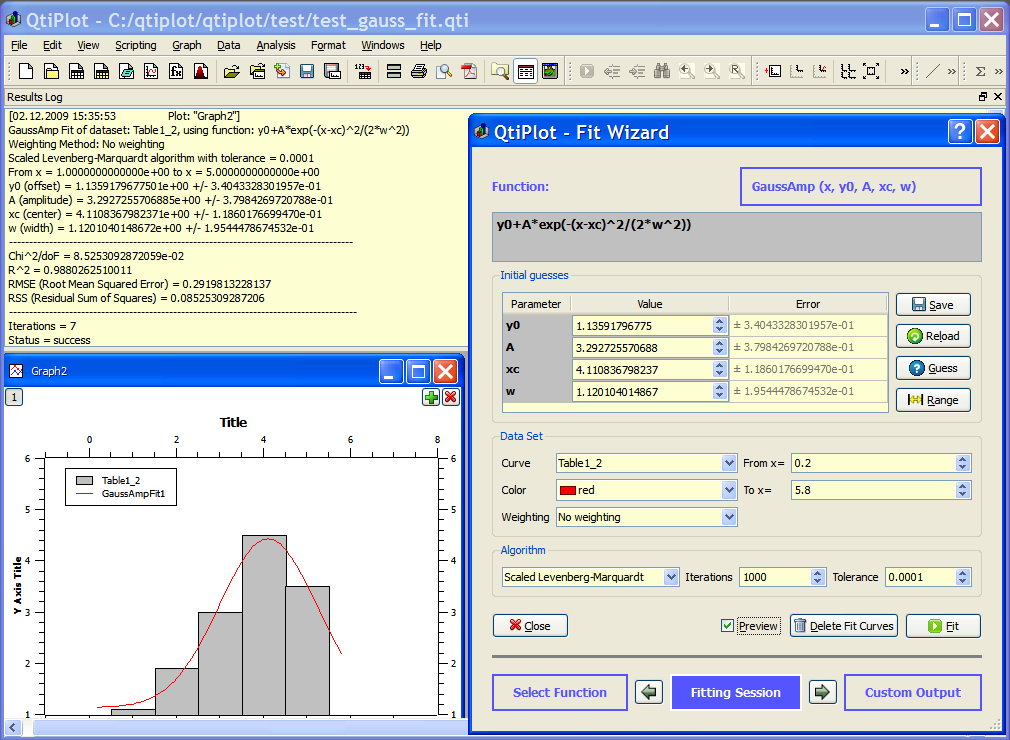 QtiPlot - C:/qtiplot/qtiplot/test/test_gauss_fit.qti
File Edit View Scripting Graph Data Analysis Format Windows Help
Results Log
[02.12.2009 15:35:53 Plot: "Graph2"]
GaussAmp Fit of dataset: Table1_2, using function: y0+A*exp(-(x-xc)^2/(2*w^2))
Weighting Method: No weighting
Scaled Levenberg-Marquardt algorithm with tolerance = 0.0001
From x = 1.0000000000000e+00 to x = 5.0000000000000e+00
y0 (offset) = 1.1359179677501e+00 +/- 3.4043328301957e-01
A (amplitude) = 3.2927255706885e+00 +/- 3.7984269720788e-01
xc (center) = 4.1108367982371e+00 +/- 1.1860176699470e-01
w (width) = 1.1201040148672e+00 +/- 1.9544478674532e-01
Chi^2/doF = 8.5253092872059e-02
R^2 = 0.9880262510011
RMSE (Root Mean Squared Error) = 0.2919813228137
RSS (Residual Sum of Squares) = 0.08525309287206
Iterations = 7
Status = success
Graph2
1
Title
0 2 4 6 8
Table1_2
GaussAmpFit1
Y Axis Title
6 6
5 5
4 4
3 3
2 2
1 1
QtiPlot - Fit Wizard
Function: GaussAmp (x, y0, A, xc, w)
y0+A*exp(-(x-xc)^2/(2*w^2))
Initial guesses
Parameter Value Error
y0 1.13591796775 ± 3.4043328301957e-01
A 3.292725570688 ± 3.7984269720788e-01
xc 4.110836798237 ± 1.1860176699470e-01
w 1.120104014867 ± 1.9544478674532e-01
Save
Reload
Guess
Range
Data Set
Curve Table1_2 From x= 0.2
Color red To x= 5.8
Weighting No weighting
Algorithm
Scaled Levenberg-Marquardt Iterations 1000 Tolerance 0.0001
Close Preview Delete Fit Curves Fit
Select Function Fitting Session Custom Output